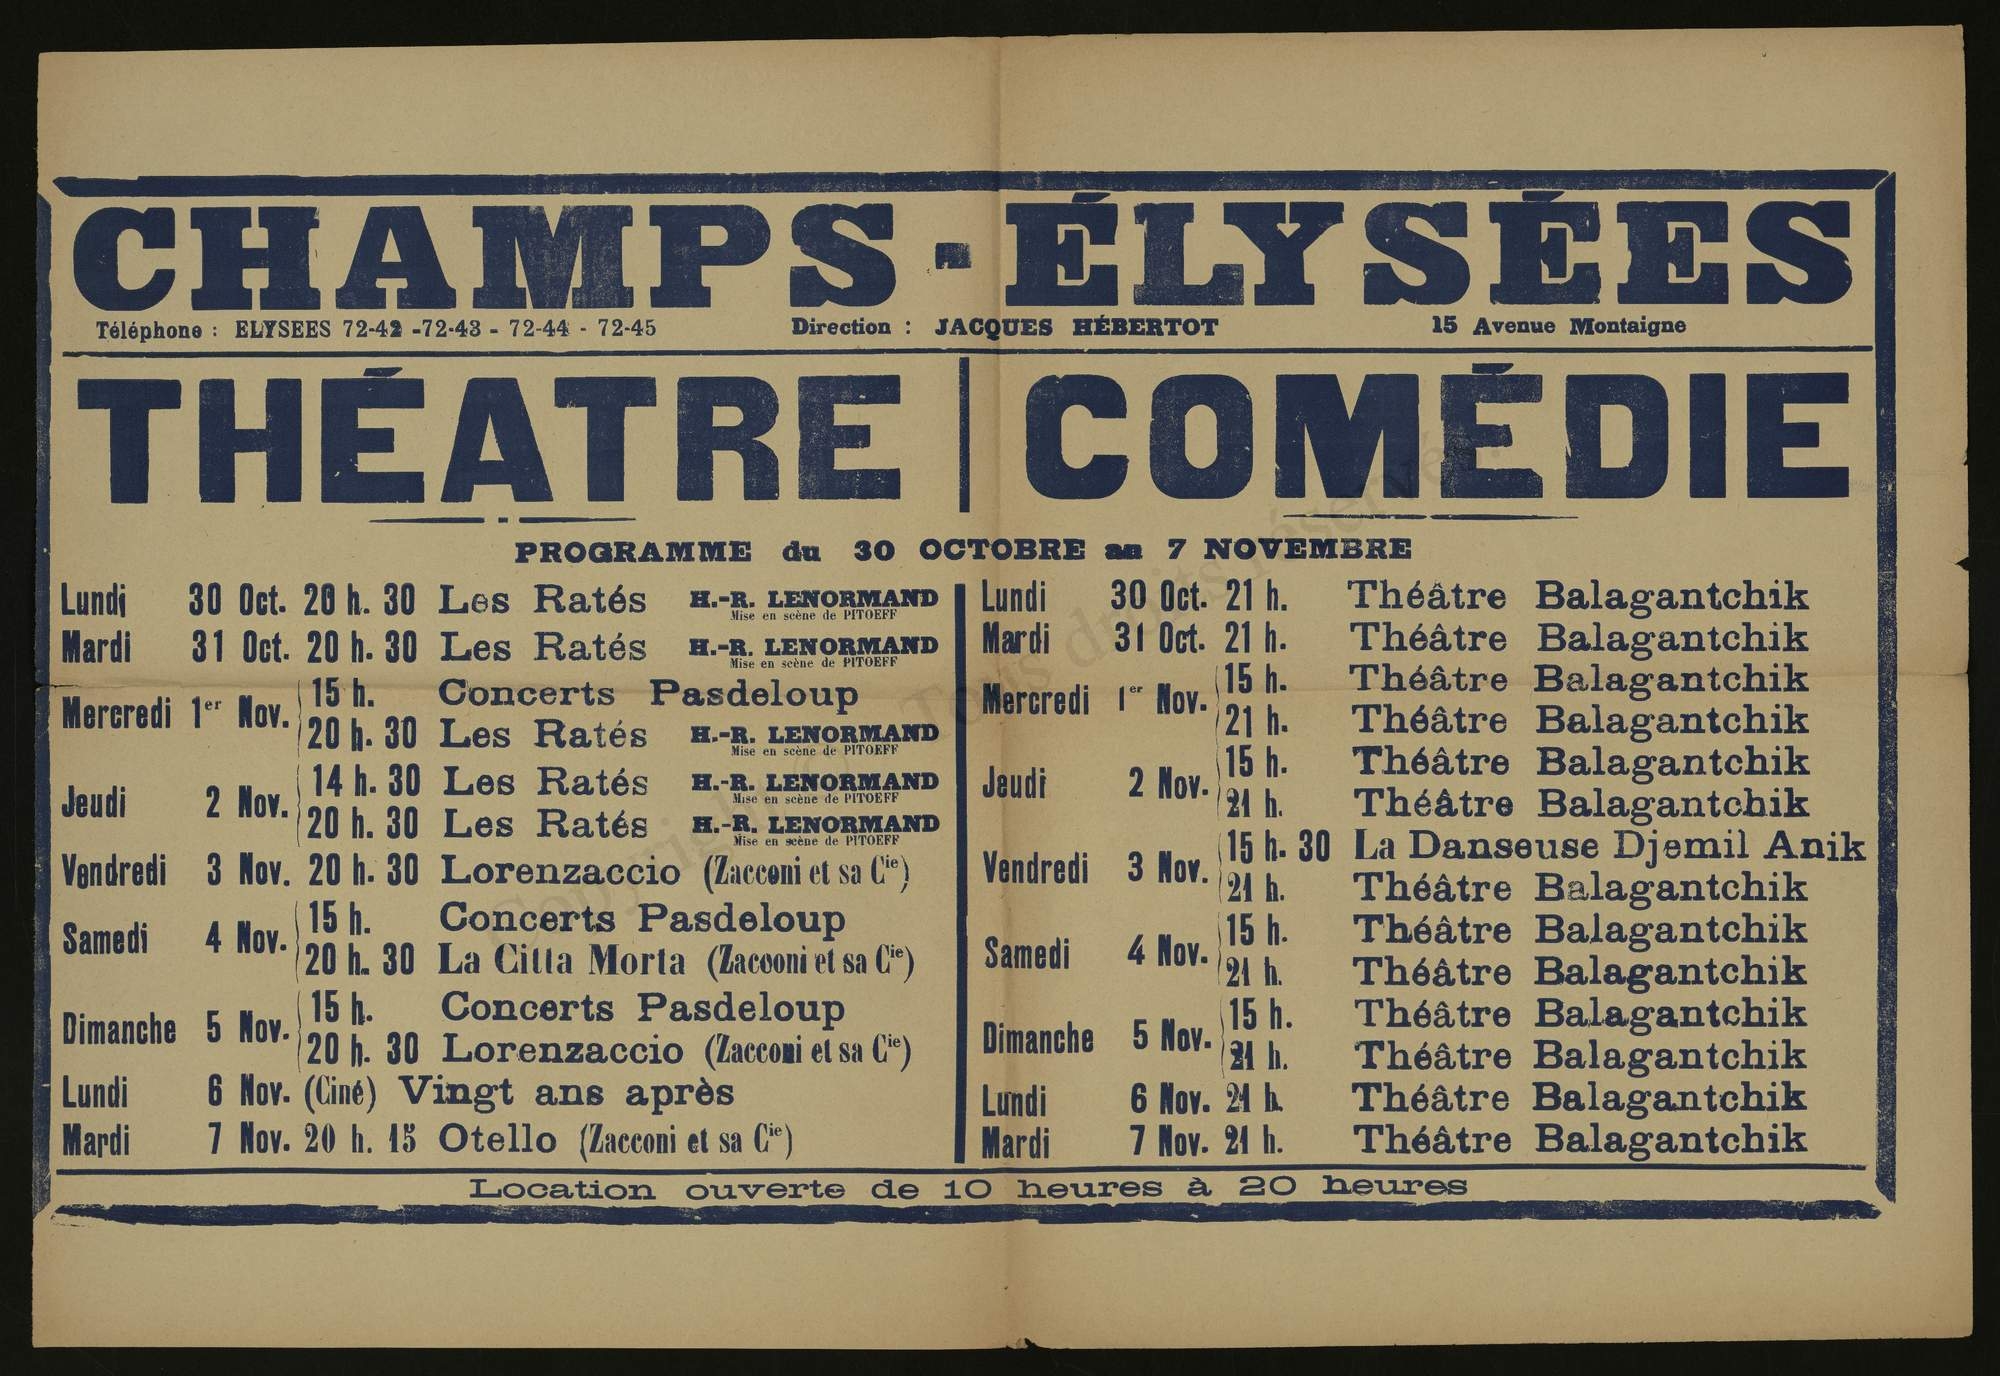 CHAMPS-ÉLYSÉES
Téléphone : ELYSEES 72-42 -72-43 - 72-44 - 72-45 Direction : JACQUES HÉBERTOT 15 Avenue Montaigne
THÉATRE | COMÉDIE
PROGRAMME du 30 OCTOBRE au 7 NOVEMBRE
Lundi 30 Oct. 20 h. 30 Les Ratés H.-R. LENORMAND
Mise en scène de PITOEFF
Mardi 31 Oct. 20 h. 30 Les Ratés H.-R. LENORMAND
Mise en scène de PITOEFF
Mercredi 1er Nov. 15 h. Concerts Pasdeloup
20 h. 30 Les Ratés H.-R. LENORMAND
Mise en scène de PITOEFF
Jeudi 2 Nov. 14 h. 30 Les Ratés H.-R. LENORMAND
Mise en scène de PITOEFF
20 h. 30 Les Ratés H.-R. LENORMAND
Mise en scène de PITOEFF
Vendredi 3 Nov. 20 h. 30 Lorenzaccio (Zacconi et sa Cie)
Samedi 4 Nov. 15 h. Concerts Pasdeloup
20 h. 30 La Citta Morta (Zacooni et sa Cie)
Dimanche 5 Nov. 15 h. Concerts Pasdeloup
20 h. 30 Lorenzaccio (Zacconi et sa Cie)
Lundi 6 Nov. (Ciné) Vingt ans après
Mardi 7 Nov. 20 h. 15 Otello (Zacconi et sa Cie)
Lundi 30 Oct. 21 h. Théâtre Balagantchik
Mardi 31 Oct. 21 h. Théâtre Balagantchik
Mercredi 1er Nov. 15 h. Théâtre Balagantchik
21 h. Théâtre Balagantchik
Jeudi 2 Nov. 15 h. Théâtre Balagantchik
21 h. Théâtre Balagantchik
Vendredi 3 Nov. 15 h. 30 La Danseuse Djemil Anik
21 h. Théâtre Balagantchik
Samedi 4 Nov. 15 h. Théâtre Balagantchik
21 h. Théâtre Balagantchik
Dimanche 5 Nov. 15 h. Théâtre Balagantchik
21 h. Théâtre Balagantchik
Lundi 6 Nov. 21 h. Théâtre Balagantchik
Mardi 7 Nov. 21 h. Théâtre Balagantchik
Location ouverte de 10 heures à 20 heures
Copyright © Tous droits réservés.